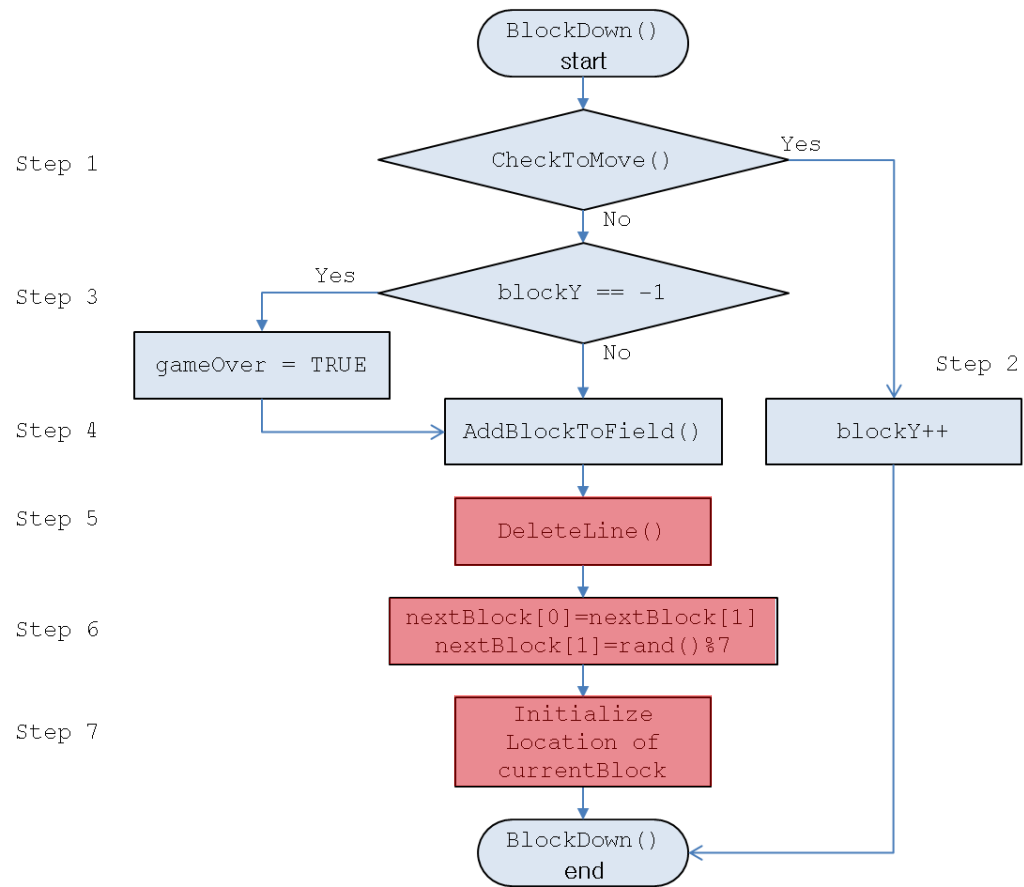 BlockDown()
start
Step 1
CheckToMove()
Yes
No
Step 3
Yes
blockY == -1
No
gameOver = TRUE
Step 2
Step 4
AddBlockToField()
blockY++
Step 5
DeleteLine()
Step 6
nextBlock[0]=nextBlock[1]
nextBlock[1]=rand()%7
Step 7
Initialize
Location of
currentBlock
BlockDown()
end